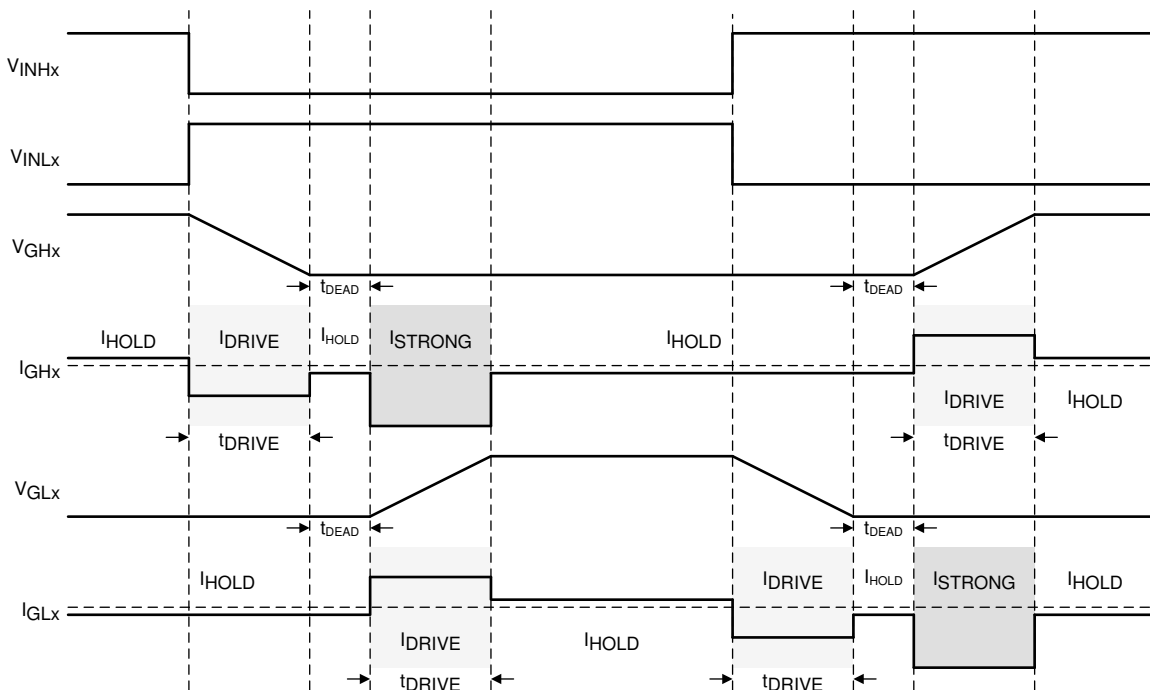 VINHx
VINLx
VGHx
tDEAD tDEAD
IHOLD IDRIVE IHOLD ISTRONG IHOLD
IGHx
IDRIVE IHOLD
tDRIVE tDRIVE
VGLx
tDEAD tDEAD
IHOLD IDRIVE IHOLD ISTRONG IHOLD
IGLx
IDRIVE IHOLD
tDRIVE tDRIVE